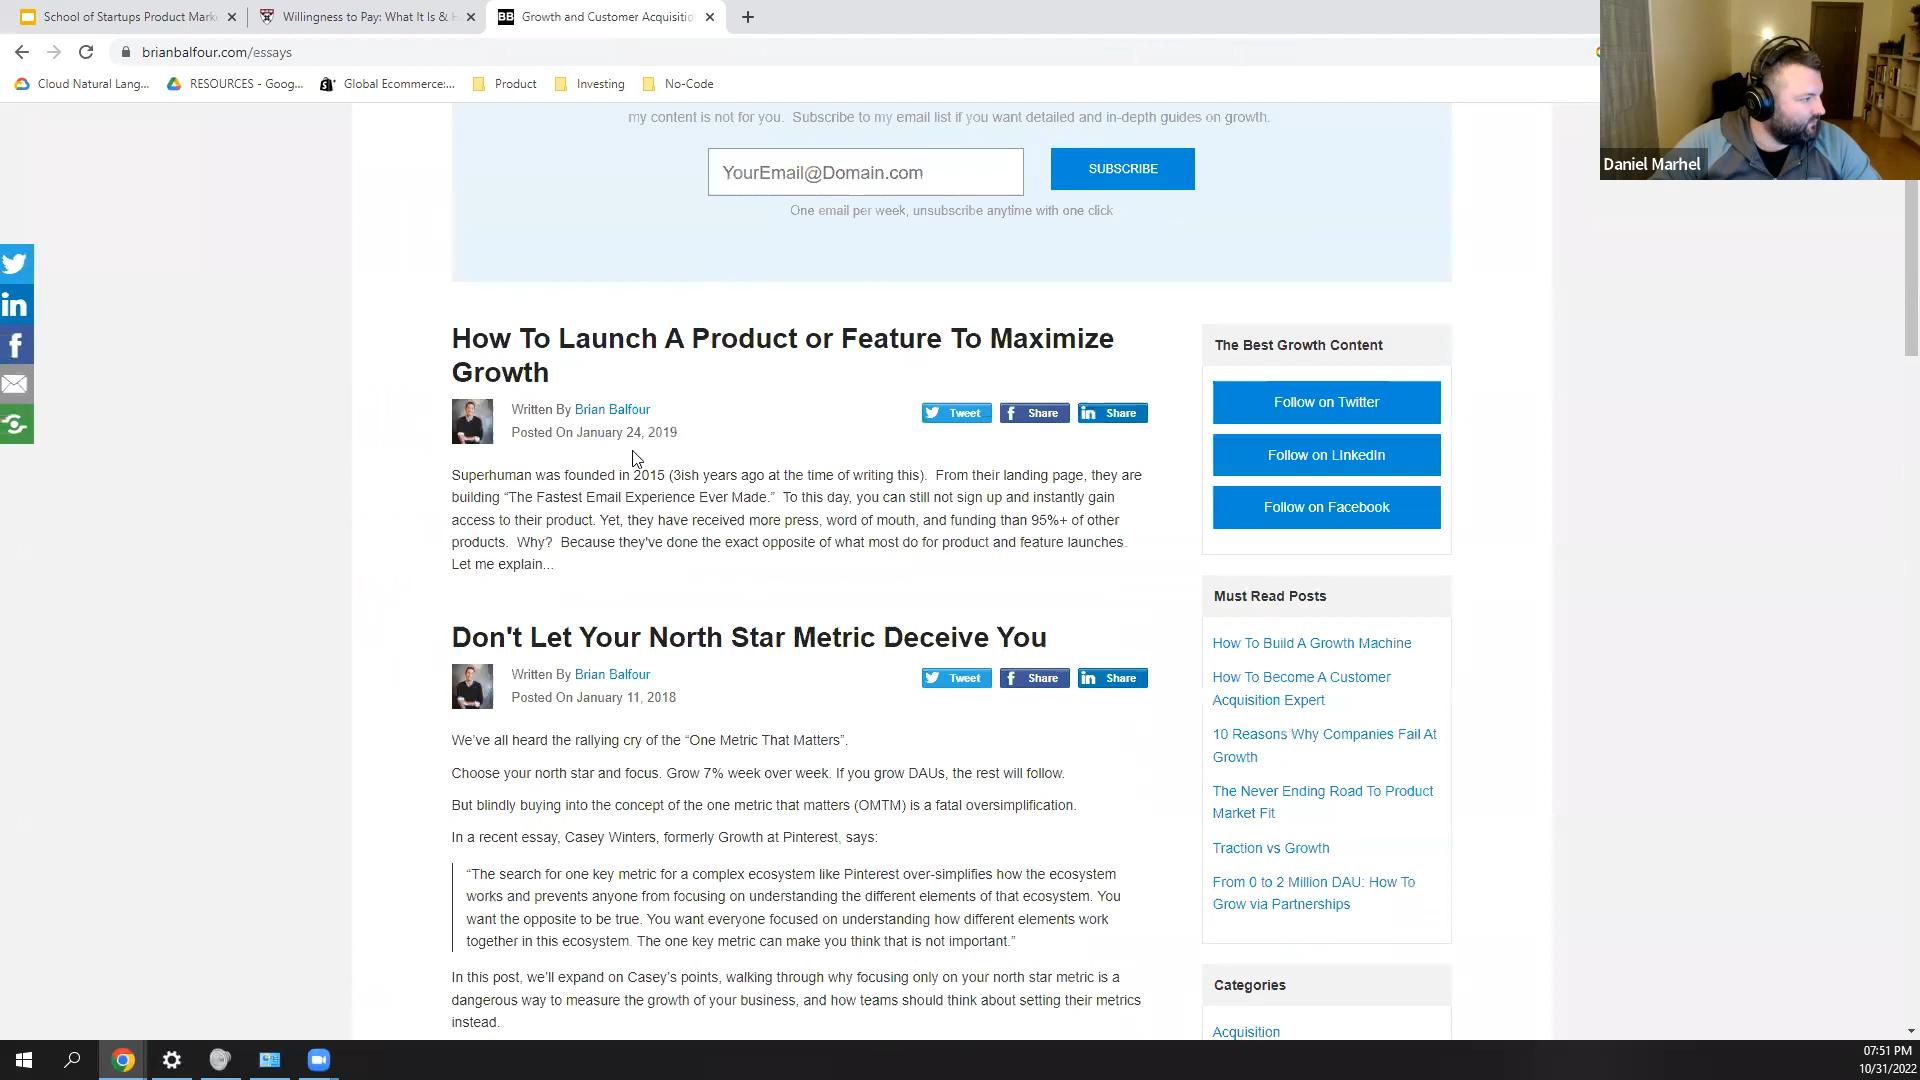 School of Startups Product Mark
Willingness to Pay: What It Is &
BB
Growth and Customer Acquisitio
brianbalfour.com/essays
Cloud Natural Lang...
RESOURCES - Goog...
Global Ecommerce:...
Product
Investing
No-Code
Daniel Marhel
my content is not for you. Subscribe to my email list if you want detailed and in-depth guides on growth.
YourEmail@Domain.com
SUBSCRIBE
One email per week, unsubscribe anytime with one click
How To Launch A Product or Feature To Maximize
Growth
Written By Brian Balfour
Posted On January 24, 2019
Tweet
Share
Share
Superhuman was founded in 2015 (3ish years ago at the time of writing this). From their landing page, they are
building “The Fastest Email Experience Ever Made.” To this day, you can still not sign up and instantly gain
access to their product. Yet, they have received more press, word of mouth, and funding than 95%+ of other
products. Why? Because they've done the exact opposite of what most do for product and feature launches.
Let me explain...
Don't Let Your North Star Metric Deceive You
Written By Brian Balfour
Posted On January 11, 2018
Tweet
Share
Share
We’ve all heard the rallying cry of the “One Metric That Matters”.
Choose your north star and focus. Grow 7% week over week. If you grow DAUs, the rest will follow.
But blindly buying into the concept of the one metric that matters (OMTM) is a fatal oversimplification.
In a recent essay, Casey Winters, formerly Growth at Pinterest, says:
“The search for one key metric for a complex ecosystem like Pinterest over-simplifies how the ecosystem
works and prevents anyone from focusing on understanding the different elements of that ecosystem. You
want the opposite to be true. You want everyone focused on understanding how different elements work
together in this ecosystem. The one key metric can make you think that is not important.”
In this post, we’ll expand on Casey’s points, walking through why focusing only on your north star metric is a
dangerous way to measure the growth of your business, and how teams should think about setting their metrics
instead.
The Best Growth Content
Follow on Twitter
Follow on LinkedIn
Follow on Facebook
Must Read Posts
How To Build A Growth Machine
How To Become A Customer
Acquisition Expert
10 Reasons Why Companies Fail At
Growth
The Never Ending Road To Product
Market Fit
Traction vs Growth
From 0 to 2 Million DAU: How To
Grow via Partnerships
Categories
Acquisition
07:51 PM
10/31/2022